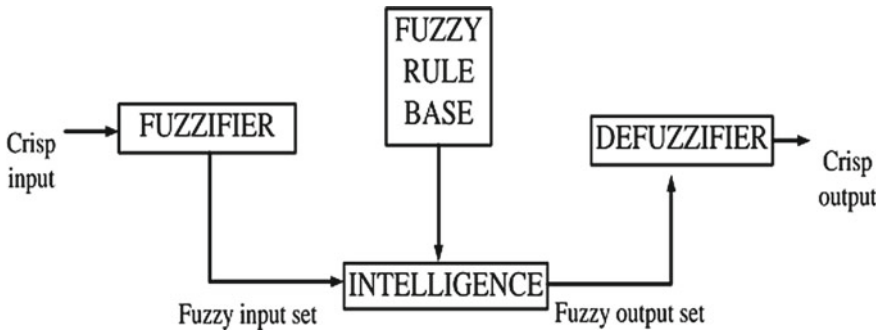 FUZZY
RULE
BASE
Crisp
input
FUZZIFIER
DEFUZZIFIER
Crisp
output
INTELLIGENCE
Fuzzy input set
Fuzzy output set